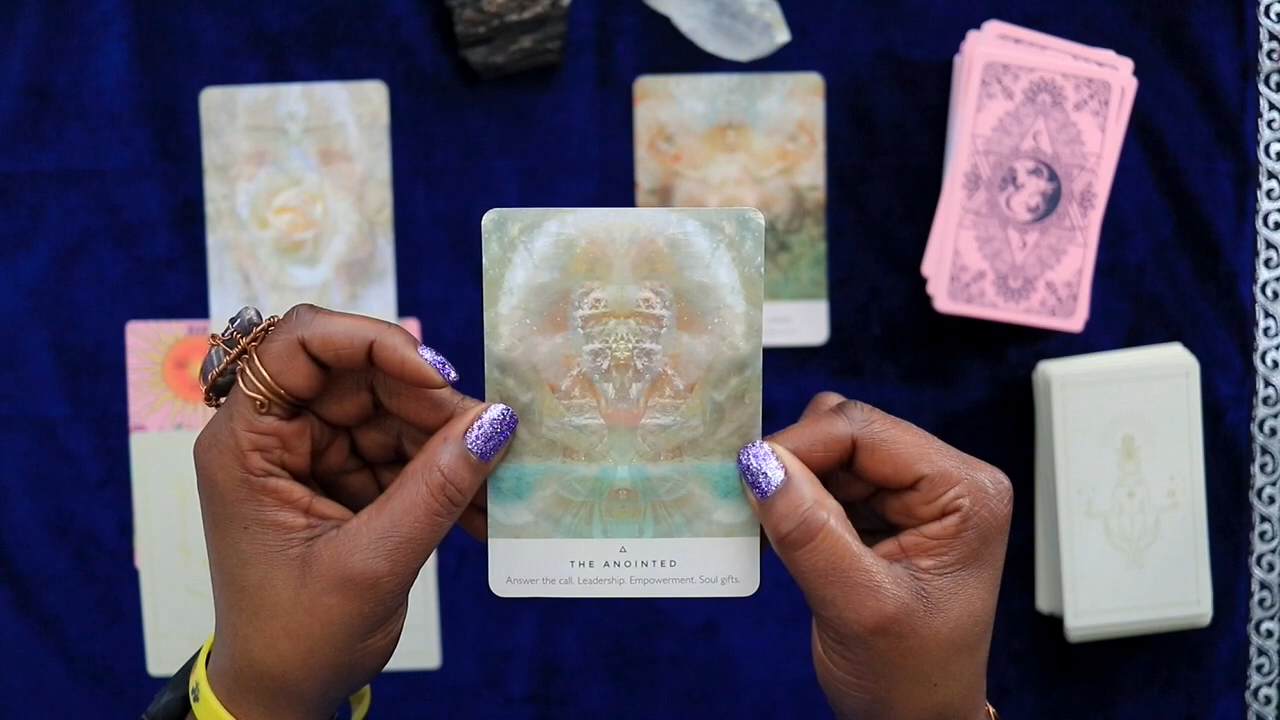 THE ANOINTED
Answer the call. Leadership. Empowerment. Soul gifts.